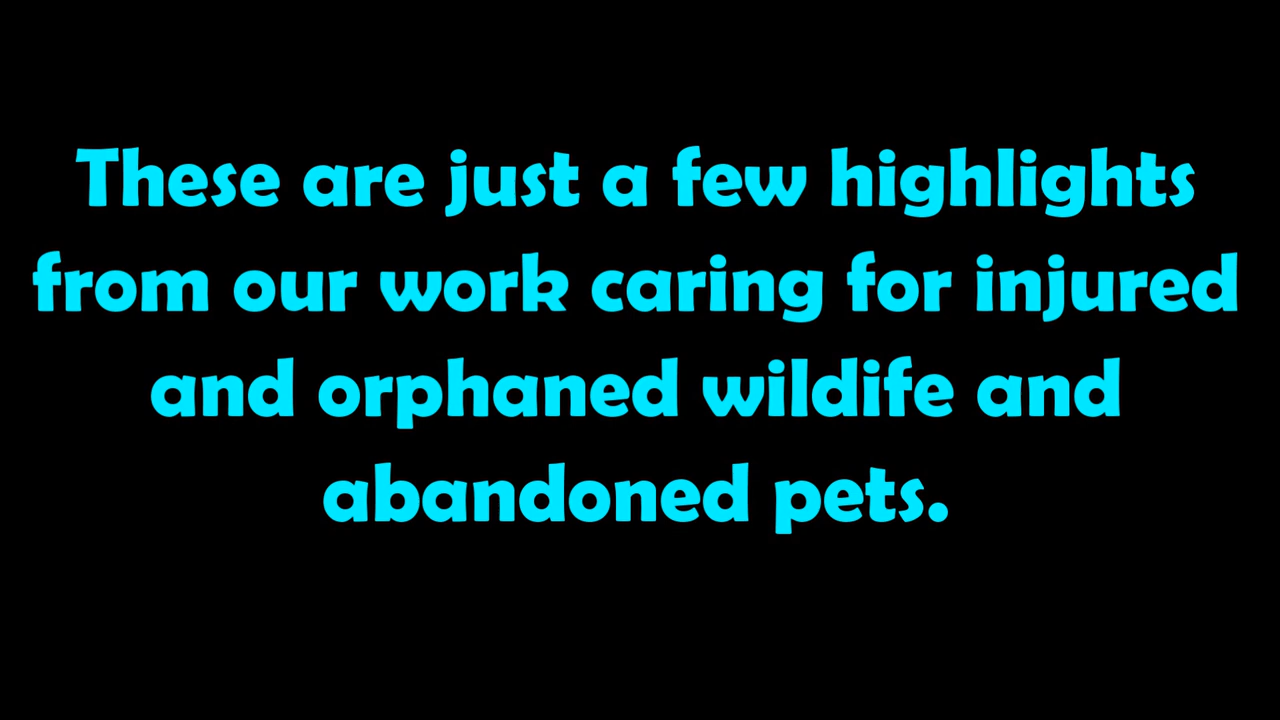 These are just a few highlights
from our work caring for injured
and orphaned wildife and
abandoned pets.